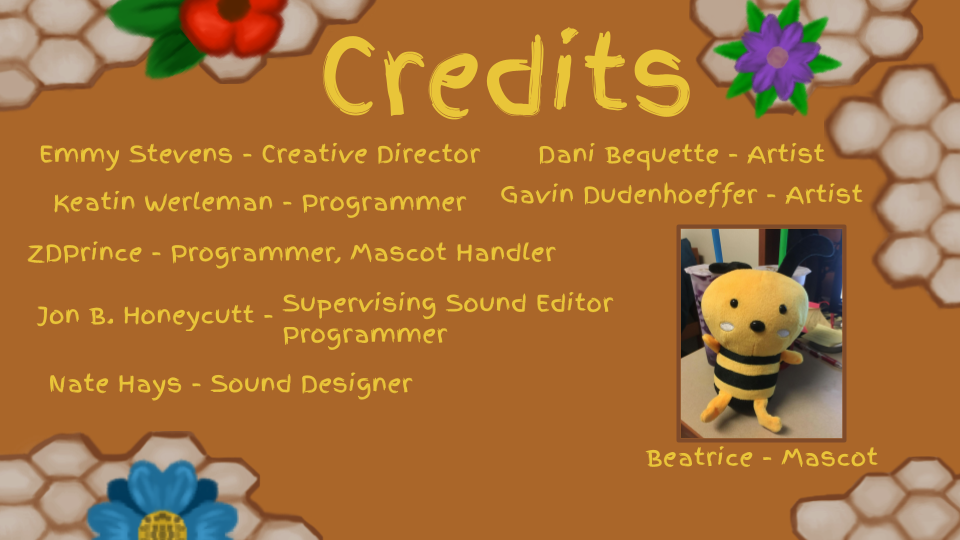 Credits
Emmy Stevens - Creative Director
Dani Bequette - Artist
Keatin Werleman - Programmer
Gavin Dudenhoeffer - Artist
ZDPrince - Programmer, Mascot Handler
Jon B. Honeycutt - Supervising Sound Editor
Programmer
Nate Hays - Sound Designer
Beatrice - Mascot